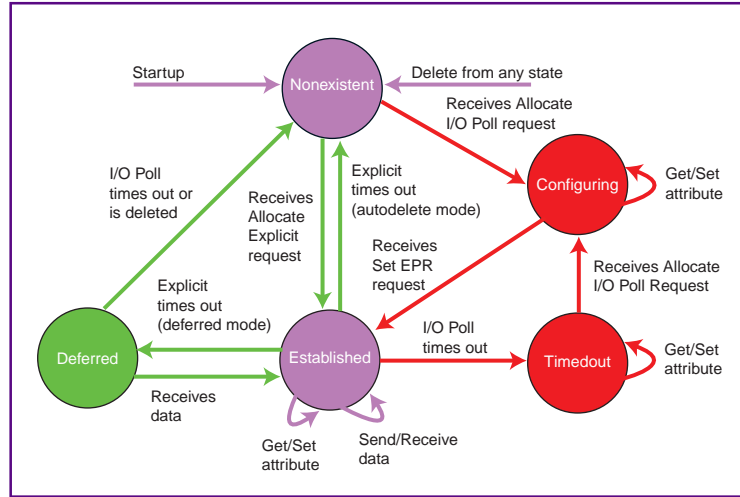 Startup
Nonexistent
Delete from any state
Receives Allocate
I/O Poll request
I/O Poll
times out or
is deleted
Receives
Allocate
Explicit
request
Explicit
times out
(autodelete mode)
Configuring
Get/Set
attribute
Receives
Set EPR
request
Receives Allocate
I/O Poll Request
Explicit
times out
(deferred mode)
Deferred
Established
I/O Poll
times out
Timedout
Get/Set
attribute
Receives
data
Get/Set
attribute
Send/Receive
data